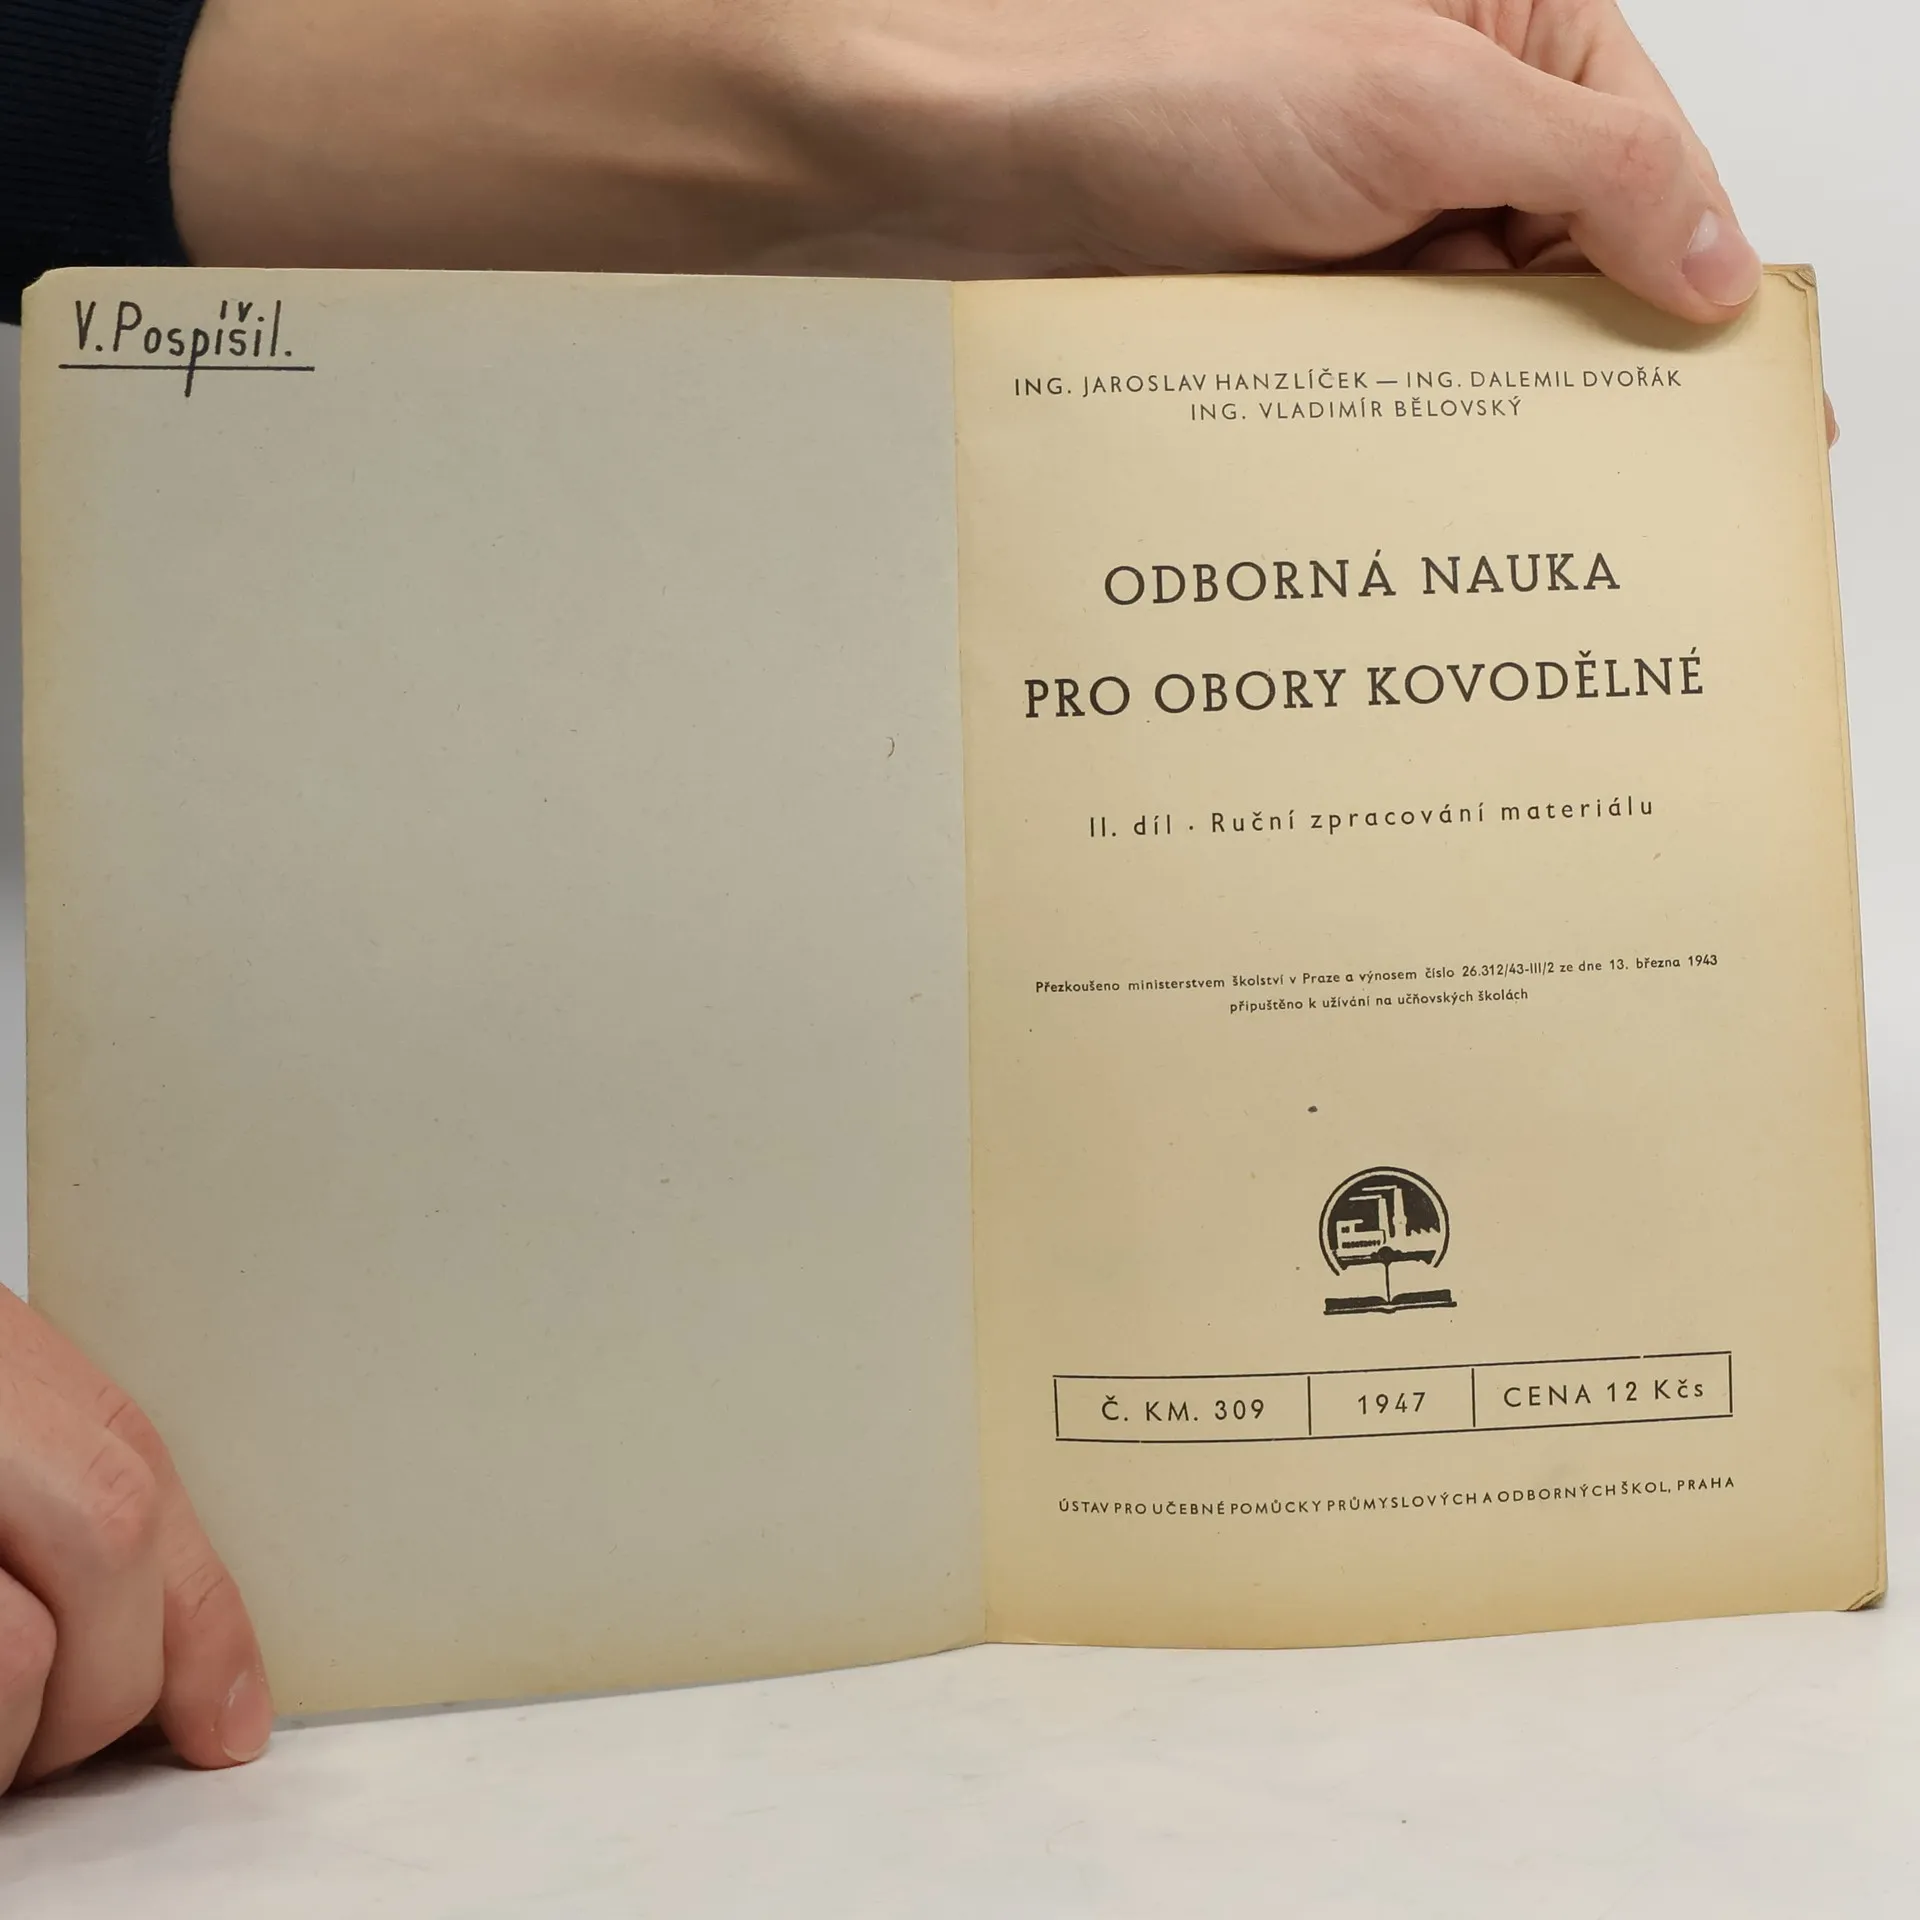 V. Pospíšil.
ING. JAROSLAV HANZLÍČEK — ING. DALEMIL DVOŘÁK
ING. VLADIMÍR BĚLOVSKÝ
ODBORNÁ NAUKA
PRO OBORY KOVODĚLNÉ
II. díl · Ruční zpracování materiálu
Přezkoušeno ministerstvem školství v Praze a výnosem číslo 26.312/43-III/2 ze dne 13. března 1943
připuštěno k užívání na učňovských školách
Č. KM. 309 1947 CENA 12 Kčs
ÚSTAV PRO UČEBNÉ POMŮCKY PRŮMYSLOVÝCH A ODBORNÝCH ŠKOL, PRAHA